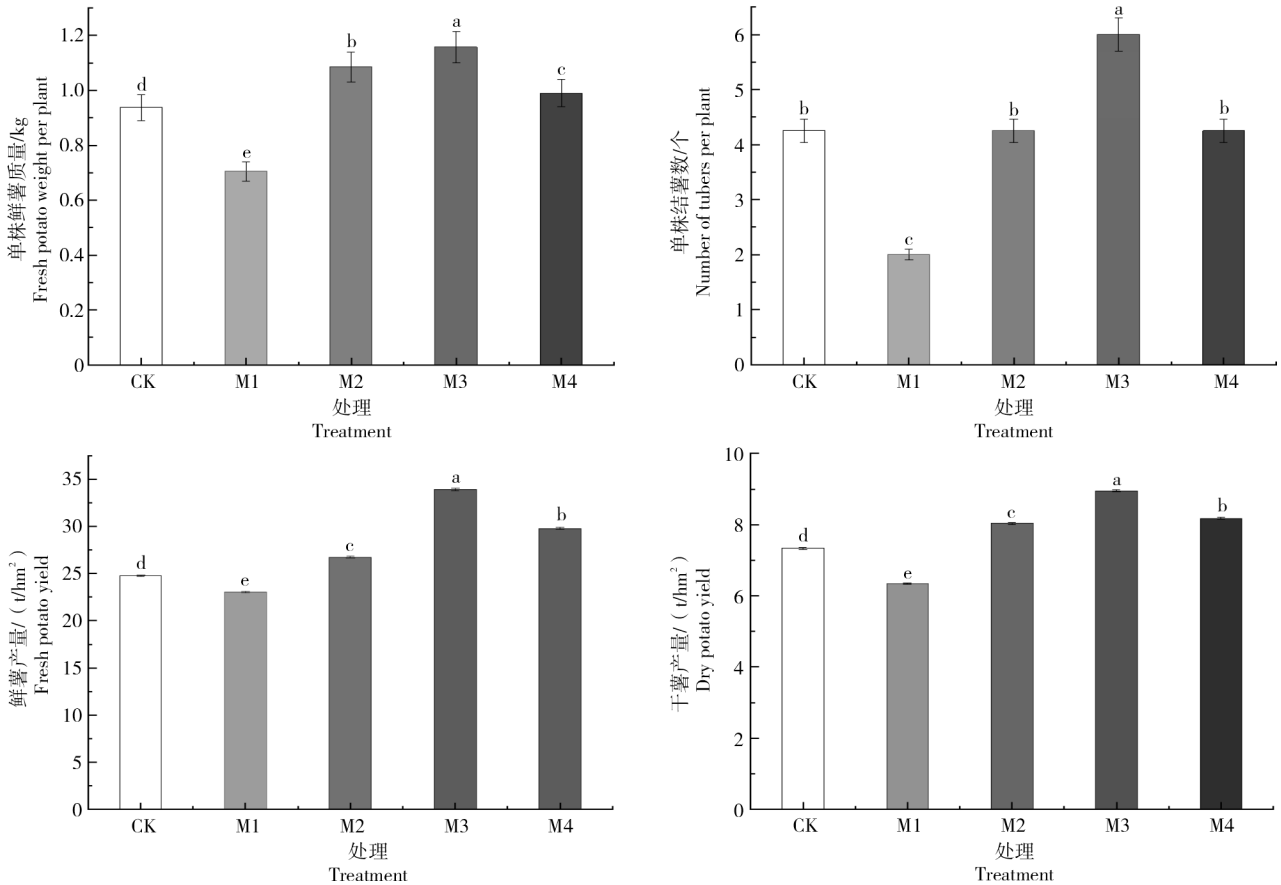 单株鲜薯质量/kg
Fresh potato weight per plant
1.2
1.0
0.8
0.6
0.4
0.2
0
d
e
b
a
c
CK M1 M2 M3 M4
处理
Treatment
单株结薯数/个
Number of tubers per plant
6
5
4
3
2
1
0
b
c
b
a
b
CK M1 M2 M3 M4
处理
Treatment
鲜薯产量/（t/hm²）
Fresh potato yield
35
30
25
20
15
10
5
0
d
e
c
a
b
CK M1 M2 M3 M4
处理
Treatment
干薯产量/（t/hm²）
Dry potato yield
10
8
6
4
2
0
d
e
c
a
b
CK M1 M2 M3 M4
处理
Treatment